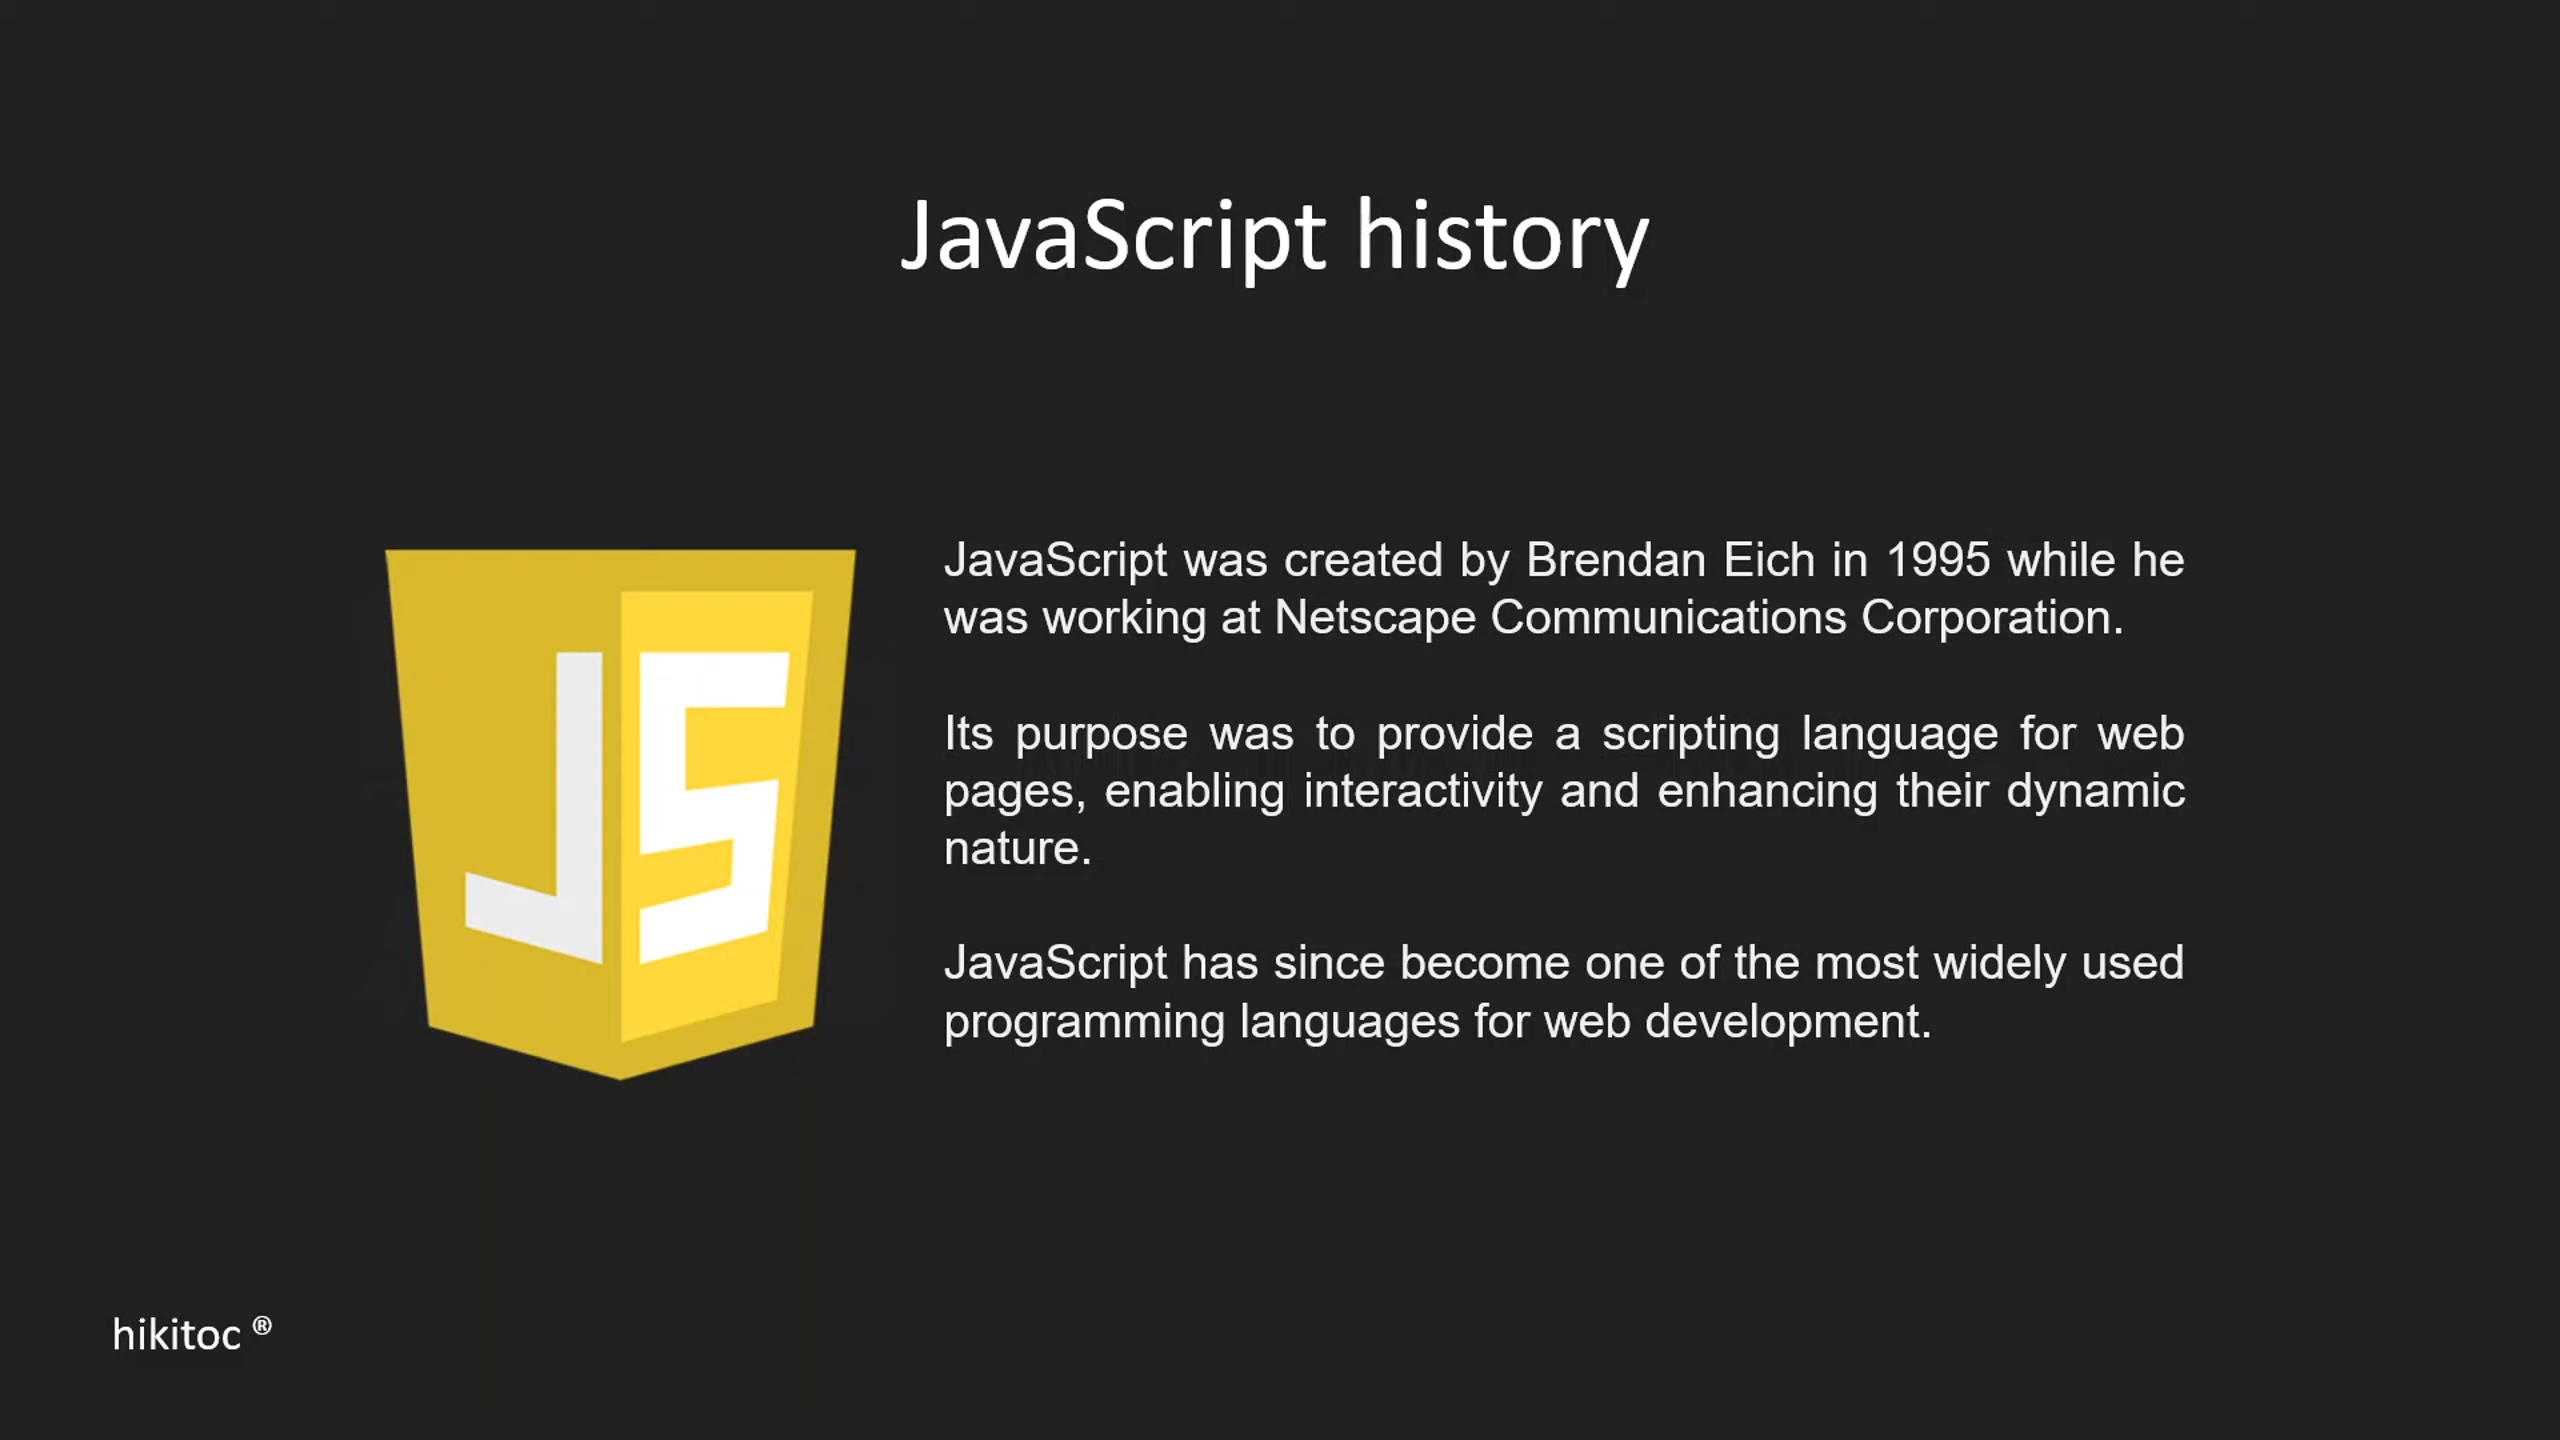 JavaScript history
JS
JavaScript was created by Brendan Eich in 1995 while he
was working at Netscape Communications Corporation.
Its purpose was to provide a scripting language for web
pages, enabling interactivity and enhancing their dynamic
nature.
JavaScript has since become one of the most widely used
programming languages for web development.
hikitoc ®